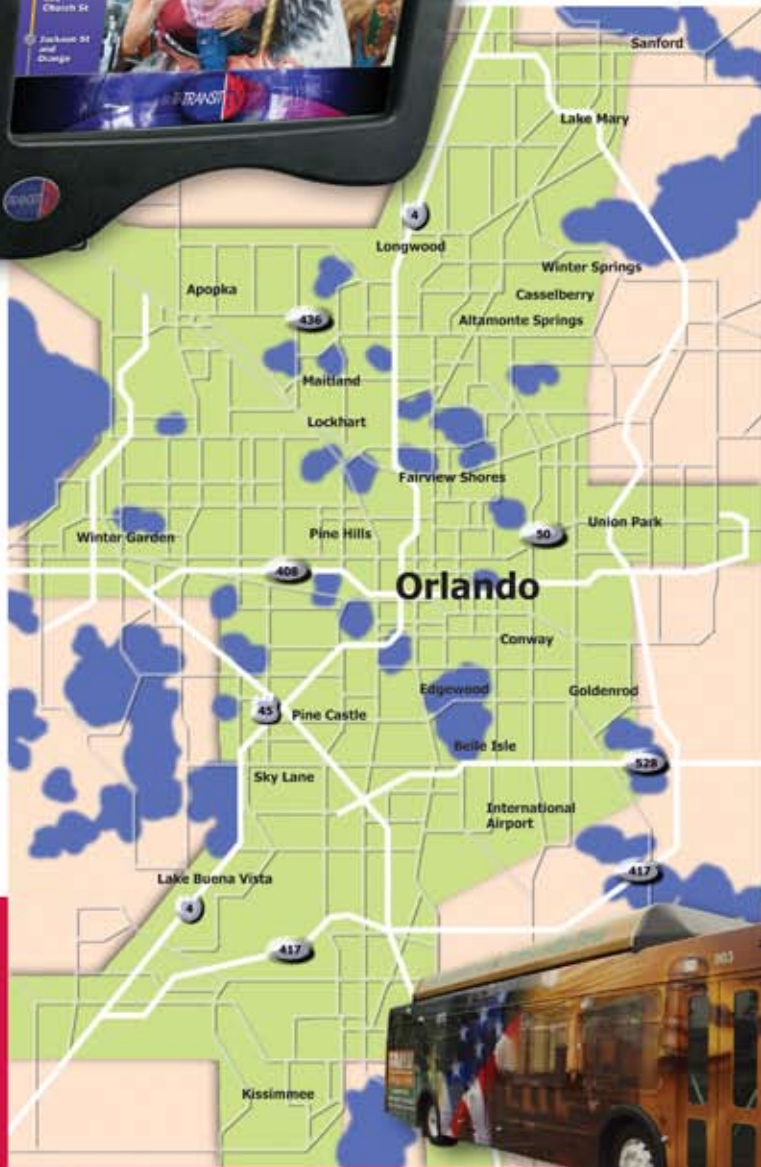 Church St
Jackson St
and
Orange
TRANSIT
Sanford
Lake Mary
4
Longwood
Winter Springs
Apopka
Casselberry
436
Altamonte Springs
Maitland
Lockhart
Fairview Shores
50
Union Park
Winter Garden
Pine Hills
408
Orlando
Conway
Edgewood
Goldenrod
45
Pine Castle
Belle Isle
528
Sky Lane
International
Airport
417
Lake Buena Vista
4
417
Kissimmee